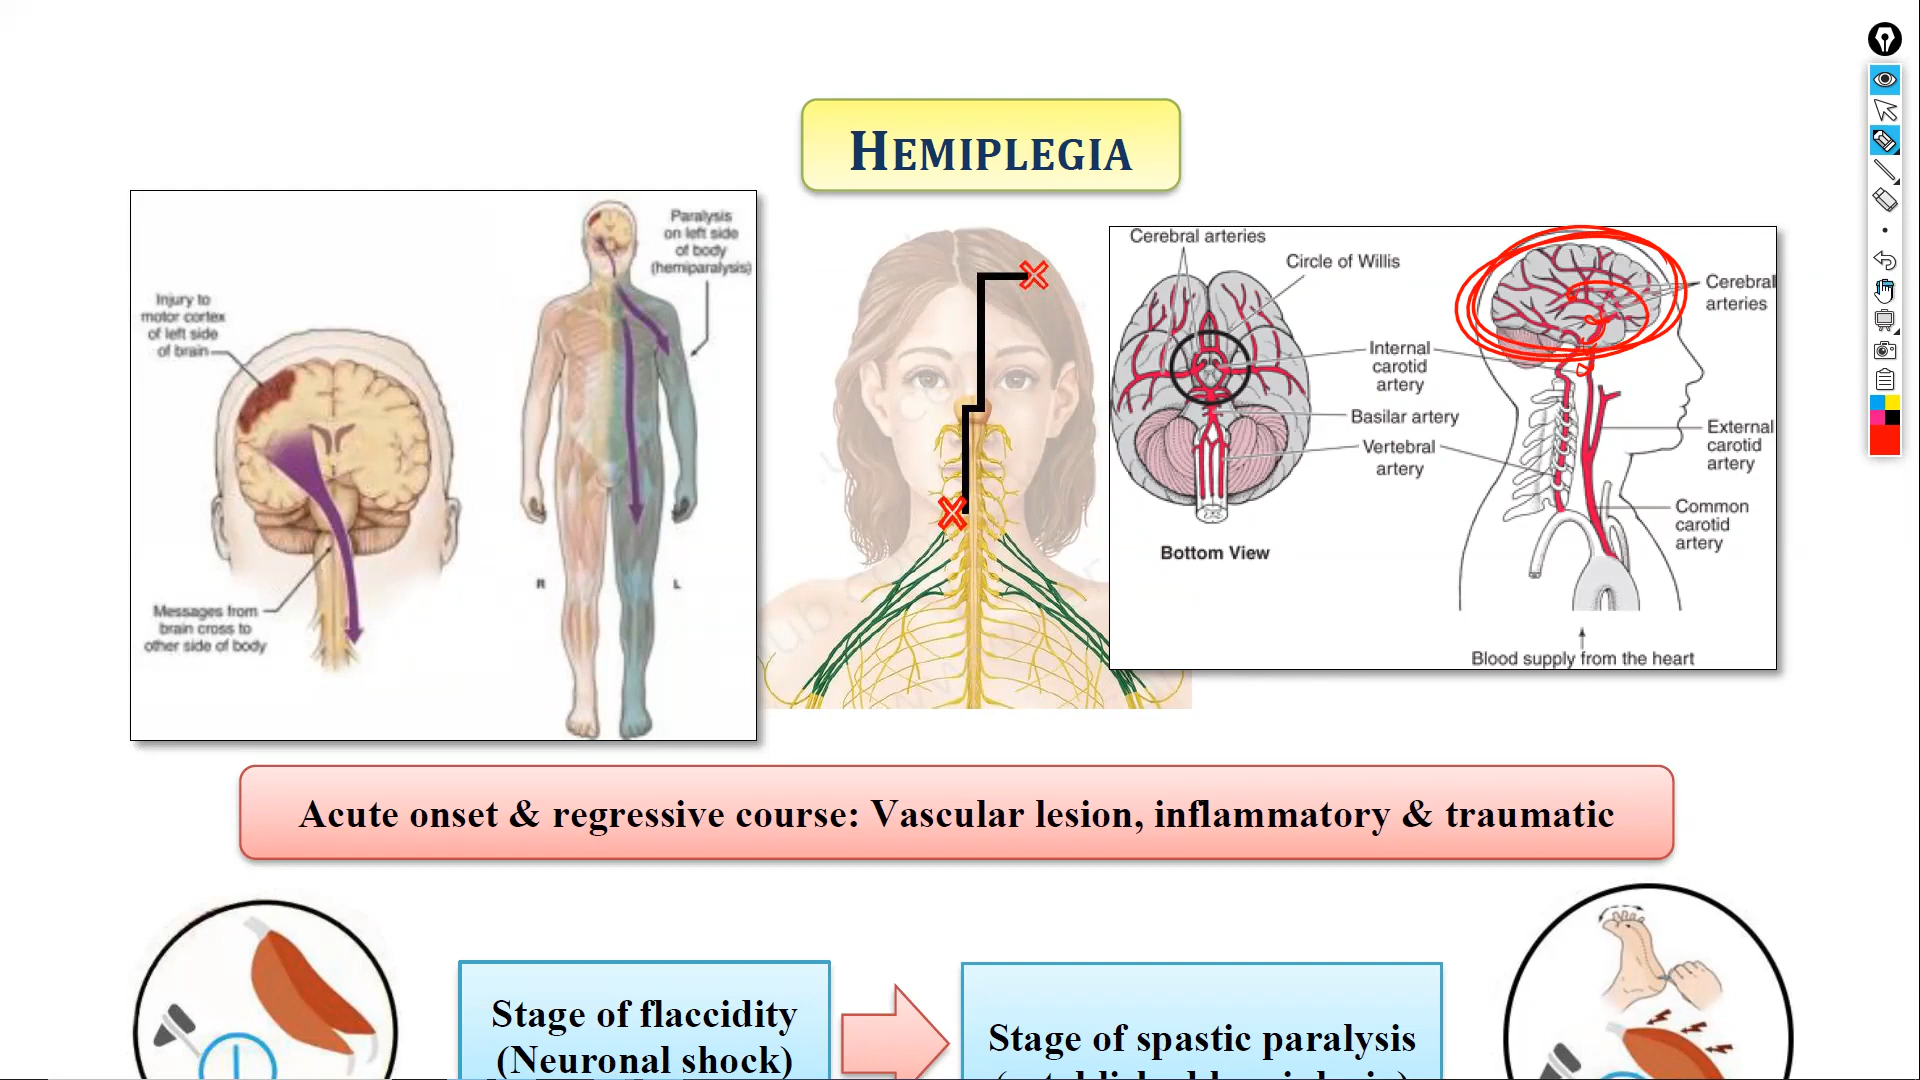 HEMIPLEGIA
Paralysis
on left side
of body
(hemiparalysis)
Injury to
motor cortex
of left side
of brain
R
L
Messages from
brain cross to
other side of body
Cerebral arteries
Circle of Willis
Internal
carotid
artery
Basilar artery
Vertebral
artery
Bottom View
Cerebral
arteries
External
carotid
artery
Common
carotid
artery
Blood supply from the heart
Acute onset & regressive course: Vascular lesion, inflammatory & traumatic
Stage of flaccidity
(Neuronal shock)
Stage of spastic paralysis